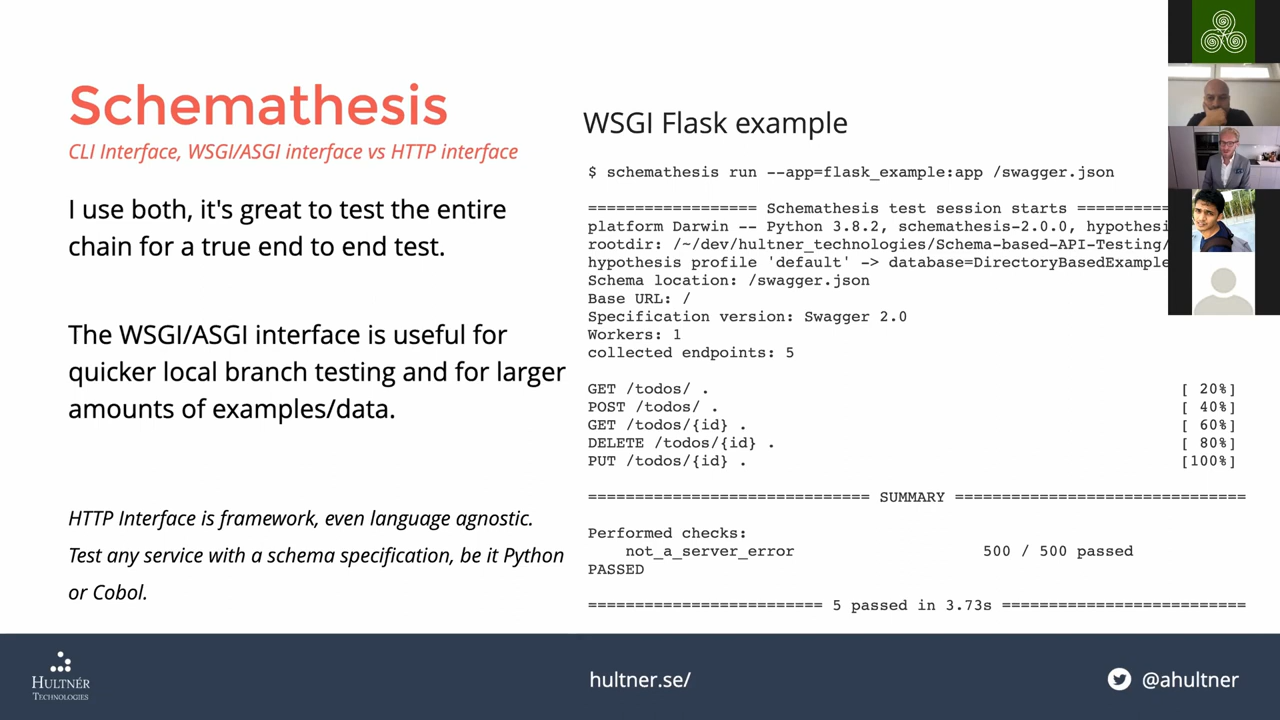 Schemathesis
CLI Interface, WSGI/ASGI interface vs HTTP interface
I use both, it's great to test the entire
chain for a true end to end test.
The WSGI/ASGI interface is useful for
quicker local branch testing and for larger
amounts of examples/data.
HTTP Interface is framework, even language agnostic.
Test any service with a schema specification, be it Python
or Cobol.
WSGI Flask example
$ schemathesis run --app=flask_example:app /swagger.json
================== Schemathesis test session starts ==========
platform Darwin -- Python 3.8.2, schemathesis-2.0.0, hypothesi
rootdir: /~/dev/hultner_technologies/Schema-based-API-Testing/
hypothesis profile 'default' -> database=DirectoryBasedExample
Schema location: /swagger.json
Base URL: /
Specification version: Swagger 2.0
Workers: 1
collected endpoints: 5
GET /todos/ . [ 20%]
POST /todos/ . [ 40%]
GET /todos/{id} . [ 60%]
DELETE /todos/{id} . [ 80%]
PUT /todos/{id} . [100%]
============================== SUMMARY ===============================
Performed checks:
not_a_server_error 500 / 500 passed
PASSED
========================= 5 passed in 3.73s ==========================
HULTNÉR
TECHNOLOGIES
hultner.se/
@ahultner